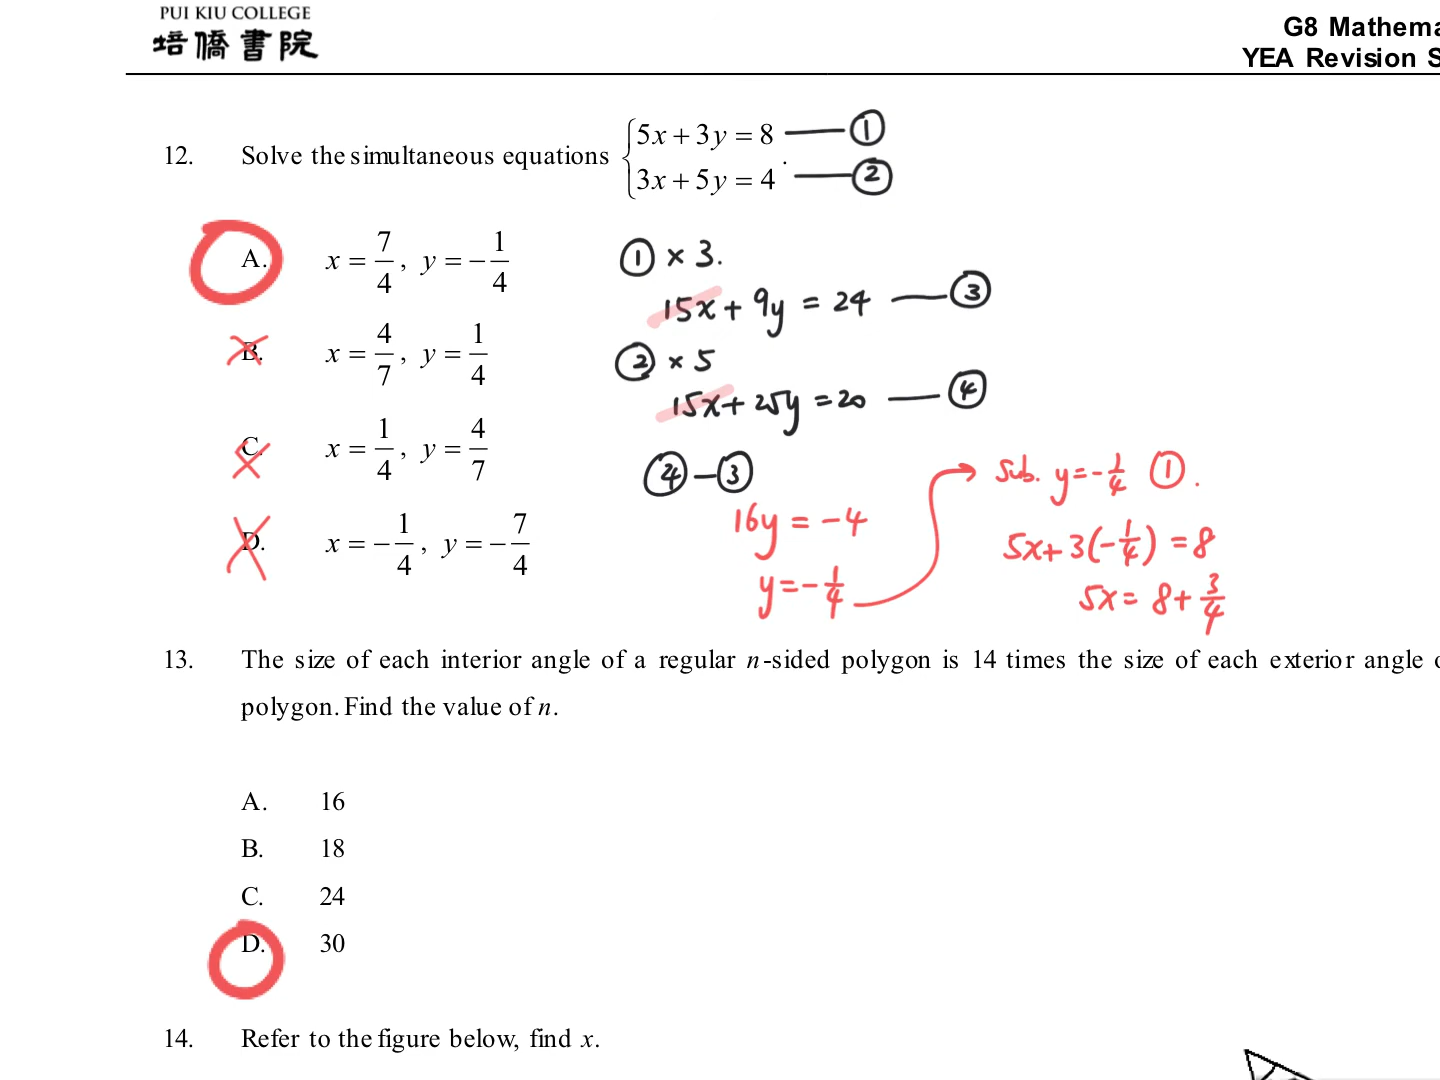 PUI KIU COLLEGE
培僑書院
G8 Mathema
YEA Revision S
12. Solve the simultaneous equations { 5x + 3y = 8 —— ①
3x + 5y = 4 . —— ②
A. x = 7/4, y = −1/4
B. x = 4/7, y = 1/4
C. x = 1/4, y = 4/7
D. x = −1/4, y = −7/4
① × 3.
15x + 9y = 24 —— ③
② × 5
15x + 25y = 20 —— ④
④ − ③
16y = −4
y = −1/4
sub. y = −1/4 ①.
5x + 3(−1/4) = 8
5x = 8 + 3/4
13. The size of each interior angle of a regular n-sided polygon is 14 times the size of each exterior angle
polygon. Find the value of n.
A. 16
B. 18
C. 24
D. 30
14. Refer to the figure below, find x.